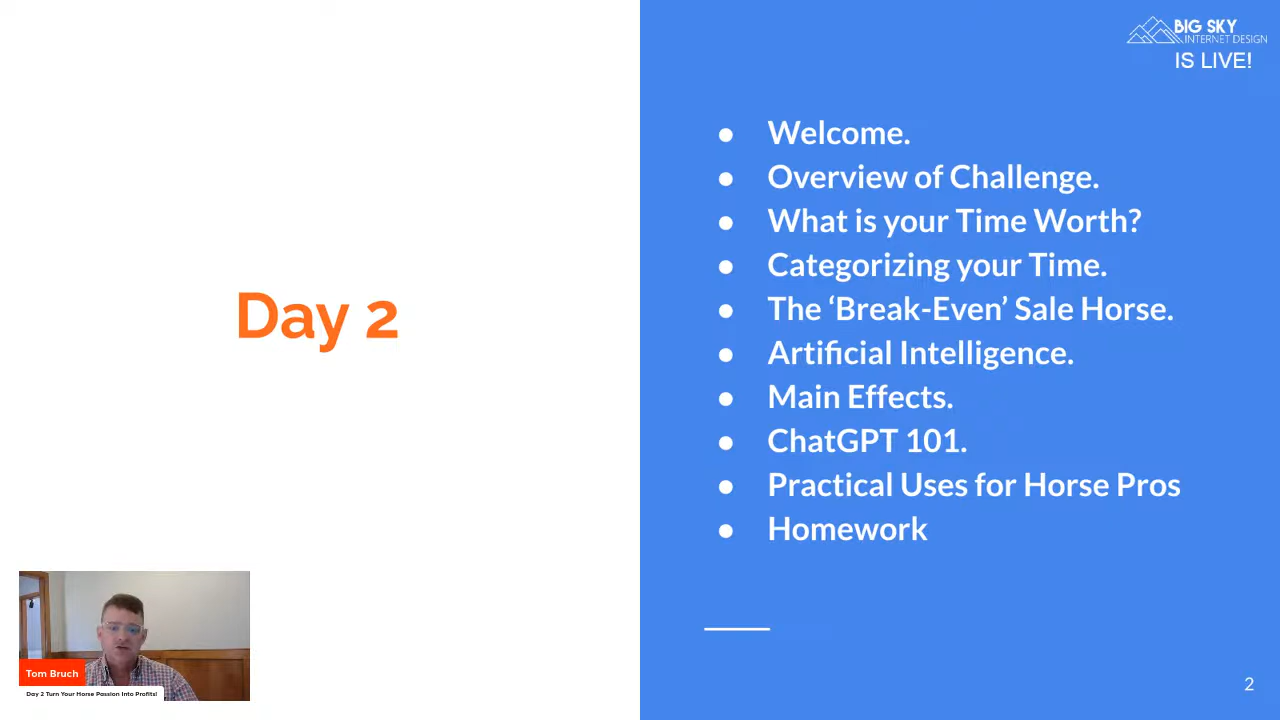 BIG SKY
INTERNET DESIGN
IS LIVE!
Day 2
Welcome.
Overview of Challenge.
What is your Time Worth?
Categorizing your Time.
The ‘Break-Even’ Sale Horse.
Artificial Intelligence.
Main Effects.
ChatGPT 101.
Practical Uses for Horse Pros
Homework
Tom Bruch
Day 2 Turn Your Horse Passion Into Profits!
2